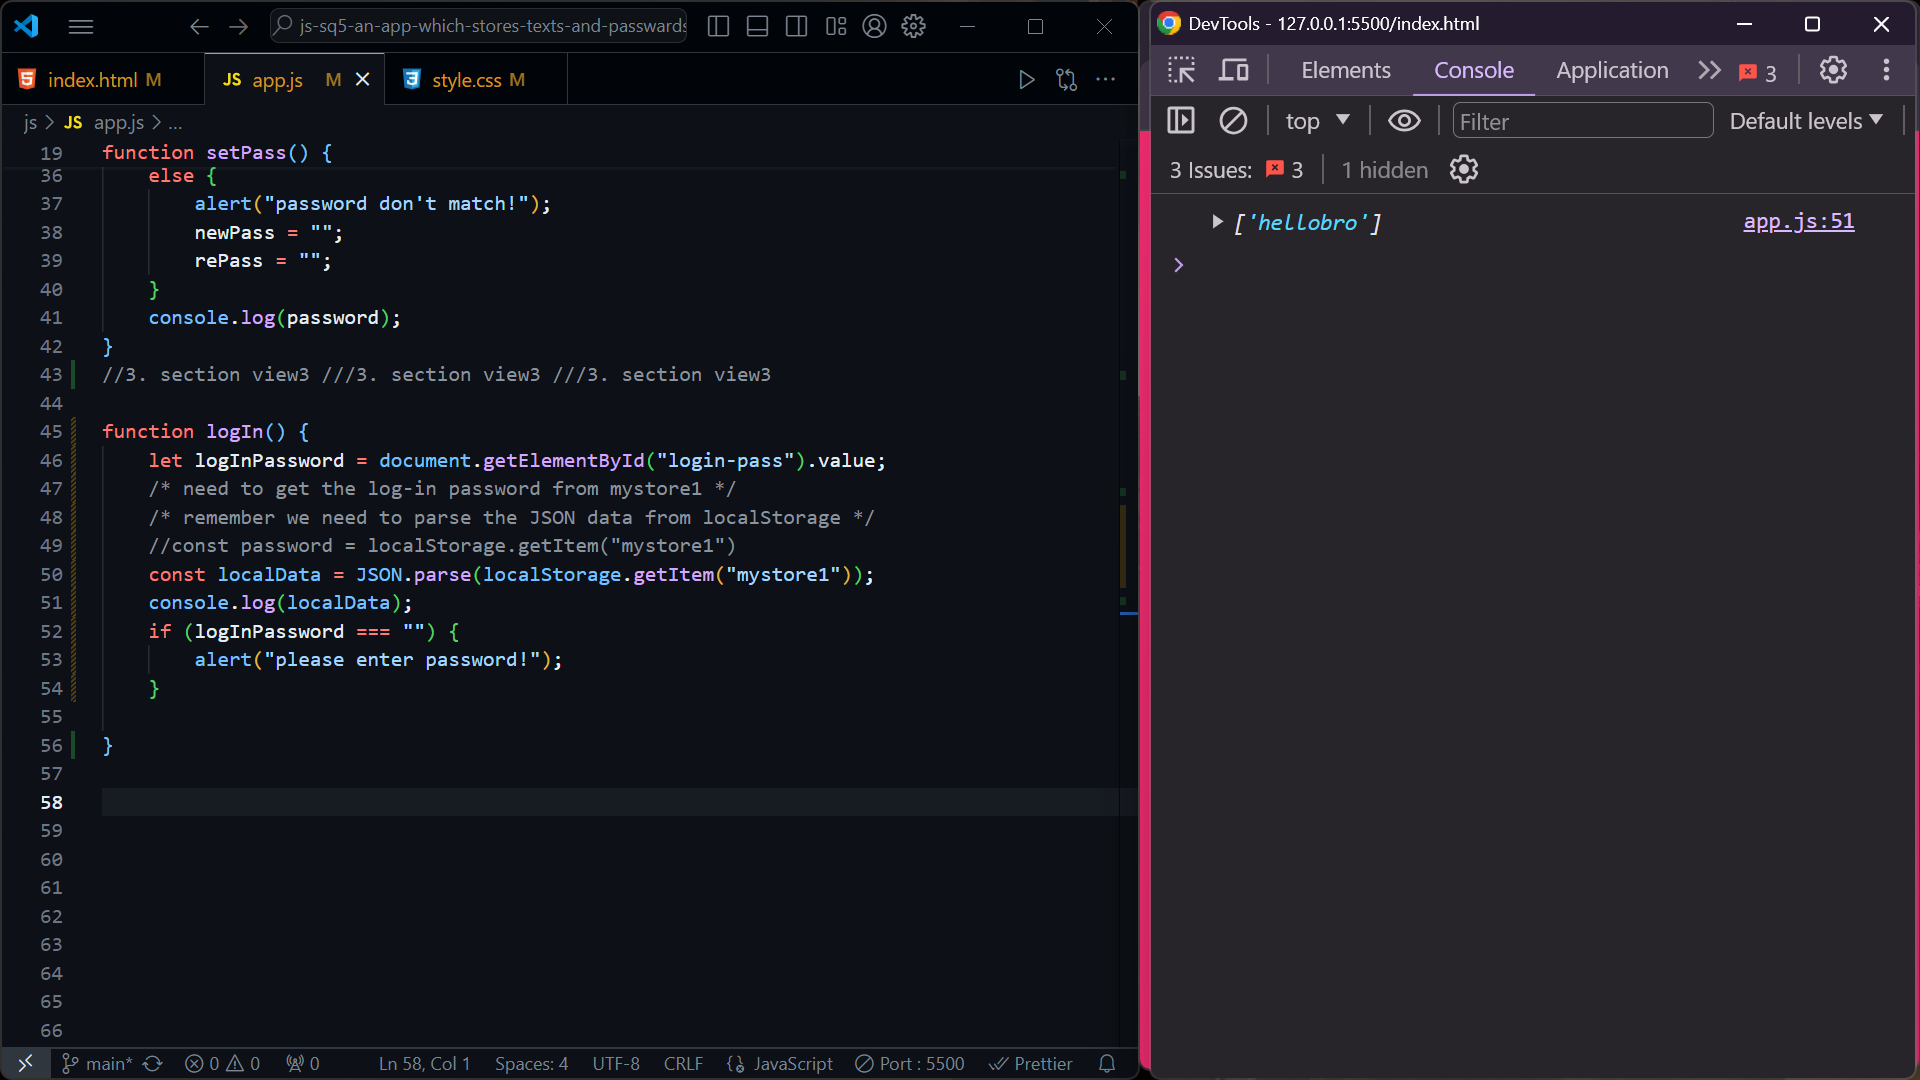 js-sq5-an-app-which-stores-texts-and-passwards
index.html M
JS app.js M
style.css M
js > JS app.js > ...
19 function setPass() {
36 else {
37 alert("password don't match!");
38 newPass = "";
39 rePass = "";
40 }
41 console.log(password);
42 }
43 //3. section view3 ///3. section view3 ///3. section view3
44
45 function logIn() {
46 let logInPassword = document.getElementById("login-pass").value;
47 /* need to get the log-in password from mystore1 */
48 /* remember we need to parse the JSON data from localStorage */
49 //const password = localStorage.getItem("mystore1")
50 const localData = JSON.parse(localStorage.getItem("mystore1"));
51 console.log(localData);
52 if (logInPassword === "") {
53 alert("please enter password!");
54 }
55
56 }
57
58
59
60
61
62
63
64
65
66
main* 0 0 0 Ln 58, Col 1 Spaces: 4 UTF-8 CRLF {} JavaScript Port : 5500 Prettier
DevTools - 127.0.0.1:5500/index.html
Elements Console Application 3
top Filter Default levels
3 Issues: 3 1 hidden
['hellobro'] app.js:51
>